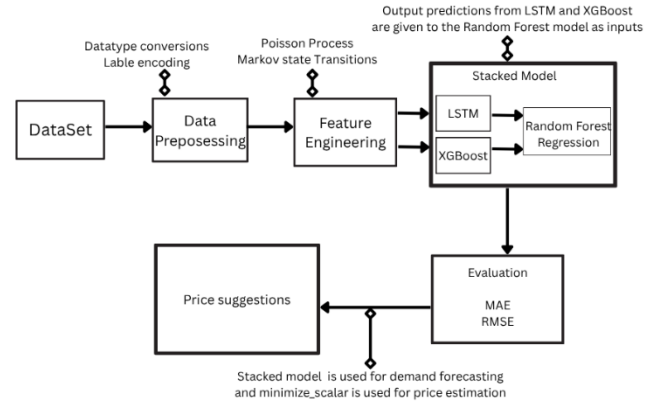 Output predictions from LSTM and XGBoost
are given to the Random Forest model as inputs
Datatype conversions
Lable encoding
Poisson Process
Markov state Transitions
DataSet
Data
Preposessing
Feature
Engineering
Stacked Model
LSTM
XGBoost
Random Forest
Regression
Evaluation
MAE
RMSE
Price suggestions
Stacked model is used for demand forecasting
and minimize_scalar is used for price estimation